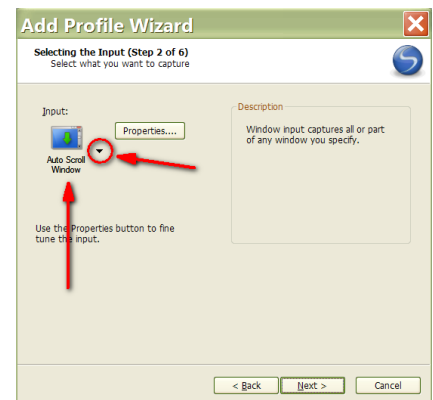 Add Profile Wizard
Selecting the Input (Step 2 of 6)
Select what you want to capture
Input:
Properties....
Auto Scroll
Window
Use the Properties button to fine
tune the input.
Description
Window input captures all or part
of any window you specify.
< Back
Next >
Cancel